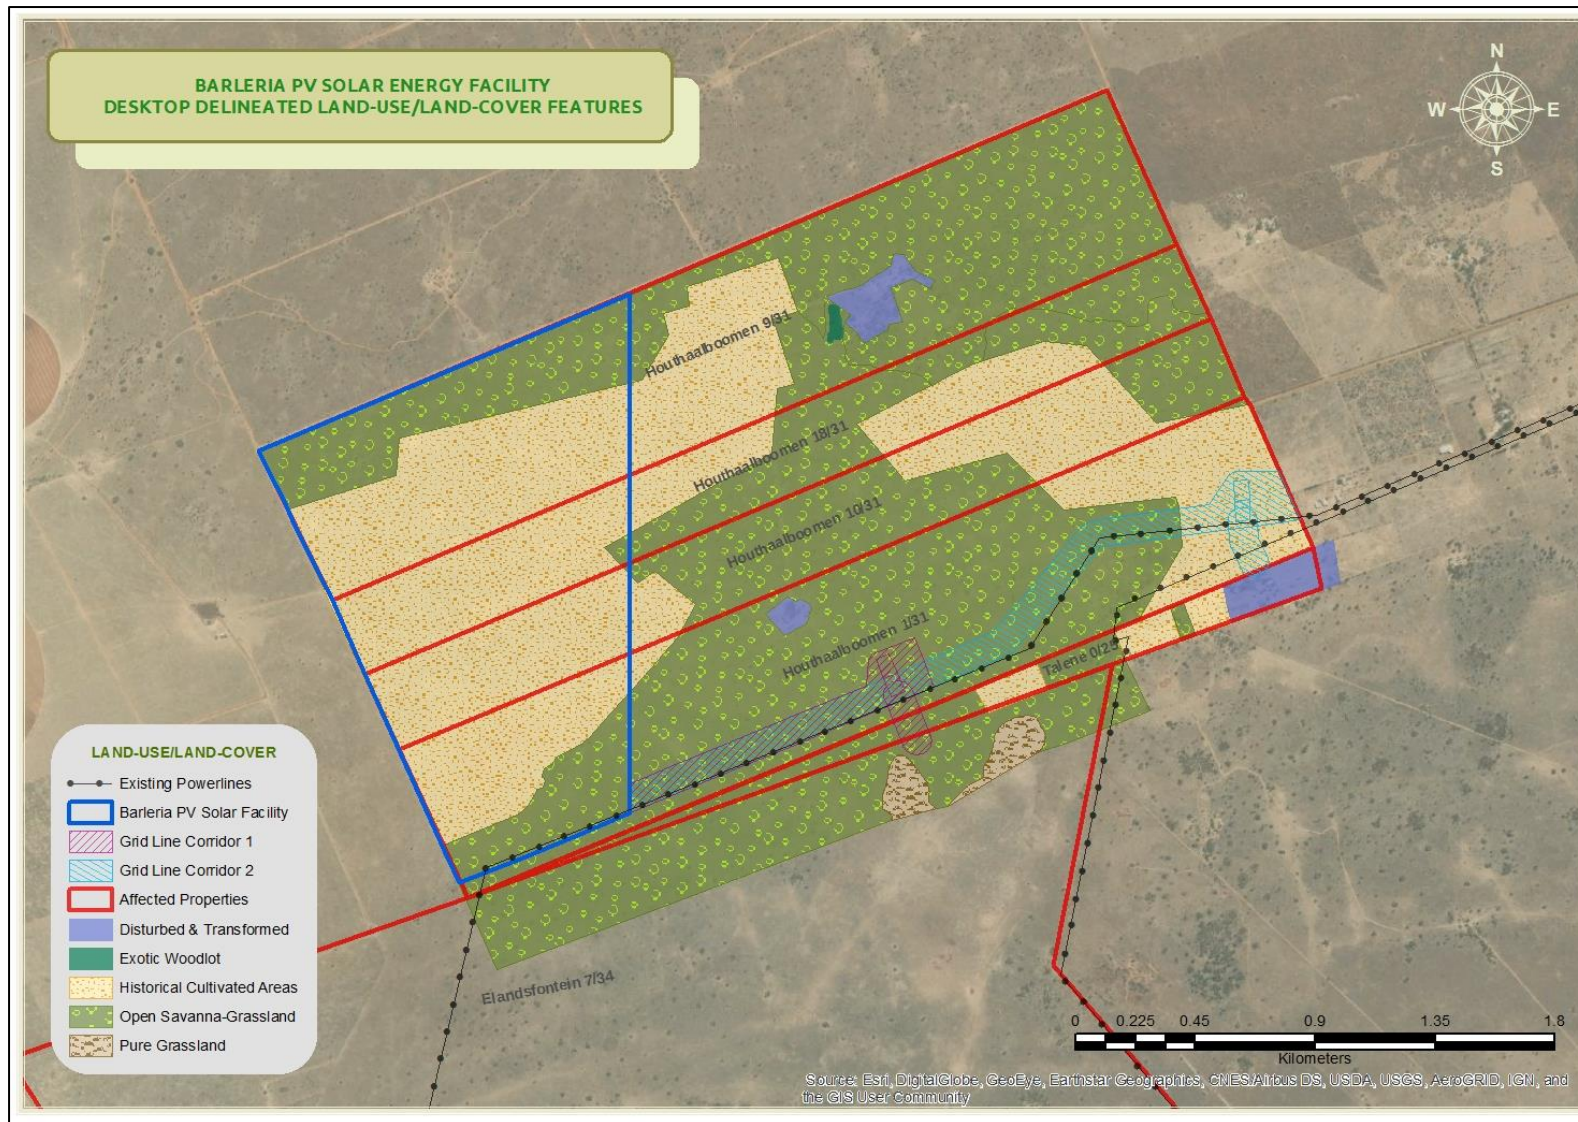 BARLERIA PV SOLAR ENERGY FACILITY
DESKTOP DELINEATED LAND-USE/LAND-COVER FEATURES
N
W
E
S
Houthaalboomen 9/31
Houthaalboomen 18/31
Houthaalboomen 10/31
Houthaalboomen 1/31
Talene 0/25
Elandsfontein 7/34
LAND-USE/LAND-COVER
Existing Powerlines
Barleria PV Solar Facility
Grid Line Corridor 1
Grid Line Corridor 2
Affected Properties
Disturbed & Transformed
Exotic Woodlot
Historical Cultivated Areas
Open Savanna-Grassland
Pure Grassland
0 0.225 0.45 0.9 1.35 1.8
Kilometers
Source: Esri, DigitalGlobe, GeoEye, Earthstar Geographics, CNES/Airbus DS, USDA, USGS, AeroGRID, IGN, and
the GIS User Community